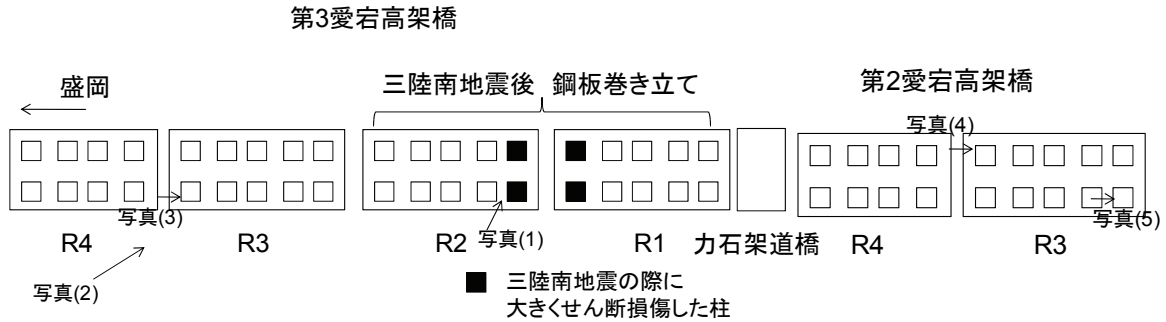 第3愛宕高架橋
盛岡
三陸南地震後 鋼板巻き立て
第2愛宕高架橋
写真(4)
写真(3)
写真(5)
R4
R3
R2
写真(1)
R1
力石架道橋
R4
R3
写真(2)
三陸南地震の際に
大きくせん断損傷した柱